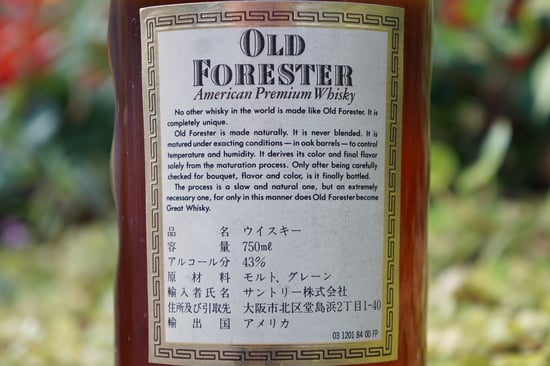 OLD
FORESTER
American Premium Whisky
No other whisky in the world is made like Old Forester. It is
completely unique.
Old Forester is made naturally. It is never blended. It is
matured under exacting conditions — in oak barrels — to control
temperature and humidity. It derives its color and final flavor
solely from the maturation process. Only after being carefully
checked for bouquet, flavor and color, is it finally bottled.
The process is a slow and natural one, but an extremely
necessary one, for only in this manner does Old Forester become
Great Whisky.
品名 ウイスキー
容量 750mℓ
アルコール分 43%
原材料 モルト、グレーン
輸入者氏名 サントリー株式会社
住所及び引取先 大阪市北区堂島浜2丁目1-40
輸出国 アメリカ
03 1201 84 00 FP